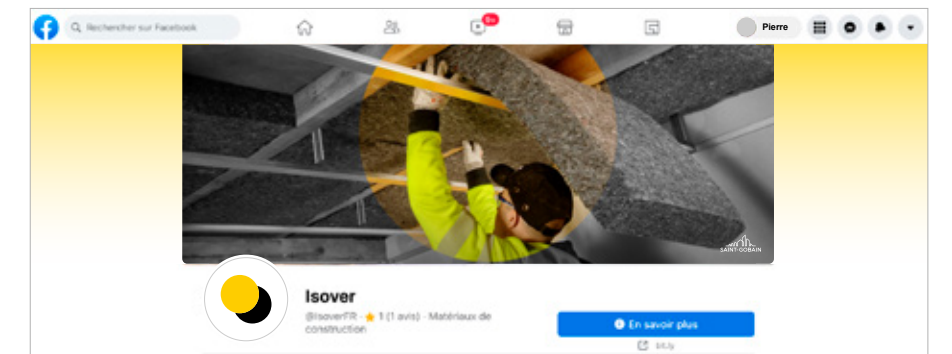 Rechercher sur Facebook
9+
Pierre
SAINT-GOBAIN
Isover
@IsoverFR · 1 (1 avis) · Matériaux de
construction
En savoir plus
bit.ly